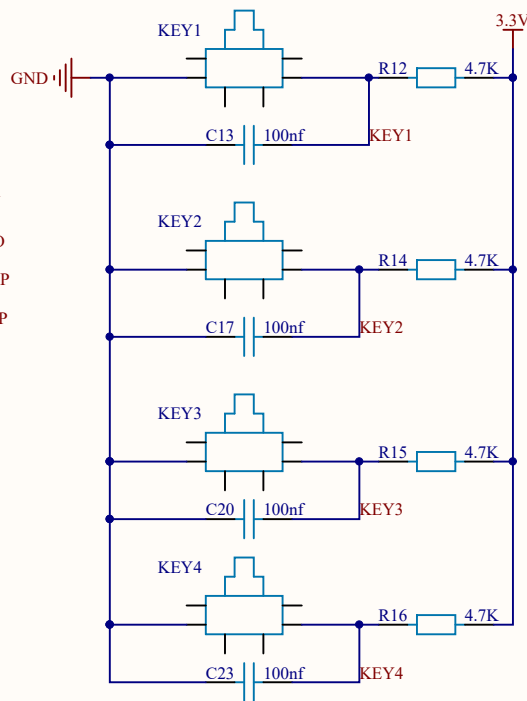 3.3V
KEY1
GND
R12 4.7K
C13 100nf KEY1
KEY2
R14 4.7K
C17 100nf KEY2
KEY3
R15 4.7K
C20 100nf KEY3
KEY4
R16 4.7K
C23 100nf KEY4
P
P